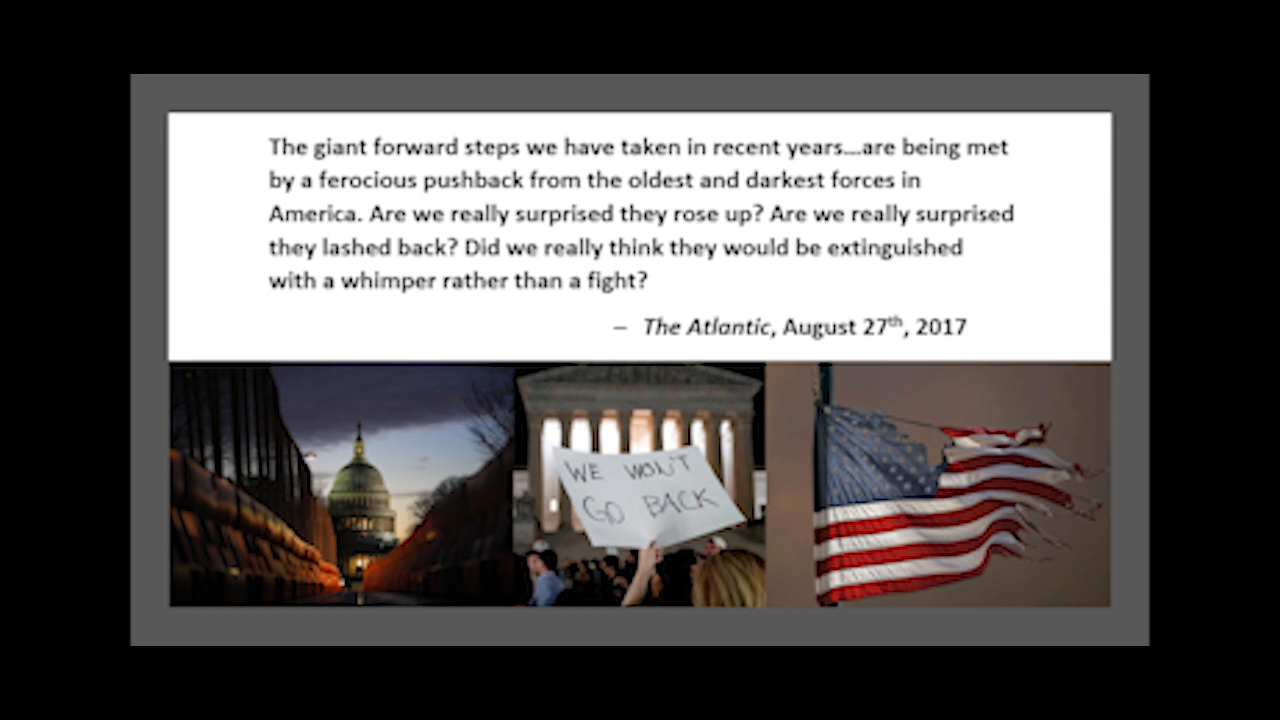 The giant forward steps we have taken in recent years...are being met
by a ferocious pushback from the oldest and darkest forces in
America. Are we really surprised they rose up? Are we really surprised
they lashed back? Did we really think they would be extinguished
with a whimper rather than a fight?
– The Atlantic, August 27th, 2017
WE WON'T
GO BACK